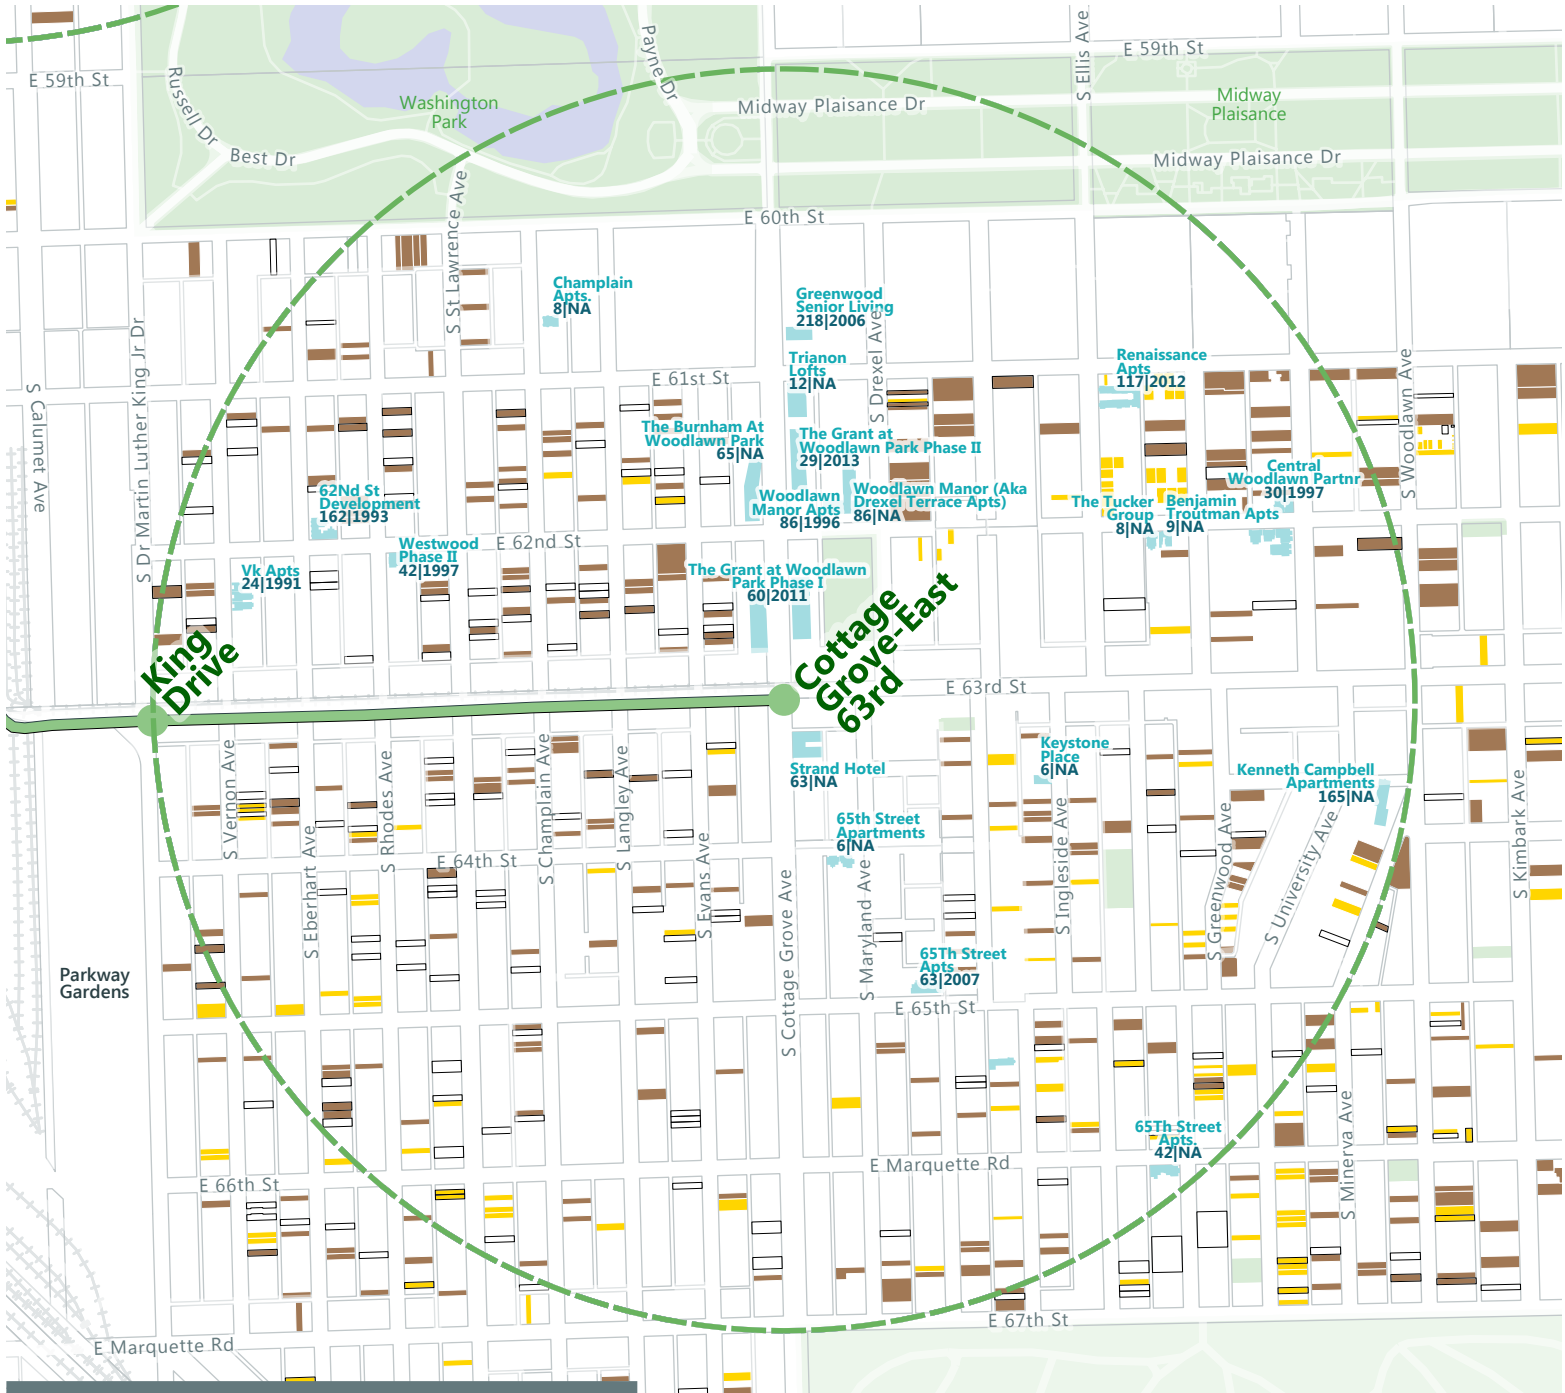 E 59th St
Russell Dr
Best Dr
Washington
Park
Payne Dr
Midway Plaisance Dr
S Ellis Ave
E 59th St
Midway
Plaisance
Midway Plaisance Dr
E 60th St
S St Lawrence Ave
Champlain
Apts.
8|NA
Greenwood
Senior Living
218|2006
S Drexel Ave
Trianon
Lofts
12|NA
E 61st St
Renaissance
Apts
117|2012
S Woodlawn Ave
S Calumet Ave
S Dr Martin Luther King Jr Dr
The Burnham At
Woodlawn Park
65|NA
The Grant at
Woodlawn Park Phase II
29|2013
Woodlawn
Manor Apts
86|1996
Woodlawn Manor (Aka
Drexel Terrace Apts)
86|NA
Central
Woodlawn Partnr
30|1997
The Tucker
Group
8|NA
Benjamin
Troutman Apts
9|NA
62Nd St
Development
162|1993
Westwood
Phase II
42|1997
E 62nd St
Vk Apts
24|1991
The Grant at Woodlawn
Park Phase I
60|2011
King
Drive
Cottage
Grove-East
63rd
E 63rd St
Strand Hotel
63|NA
Keystone
Place
6|NA
Kenneth Campbell
Apartments
165|NA
65th Street
Apartments
6|NA
S Vernon Ave
S Eberhart Ave
S Rhodes Ave
E 64th St
S Champlain Ave
S Langley Ave
S Evans Ave
S Cottage Grove Ave
S Maryland Ave
S Ingleside Ave
S Greenwood Ave
S University Ave
S Kimbark Ave
Parkway
Gardens
65Th Street
Apts
63|2007
E 65th St
65Th Street
Apts.
42|NA
S Minerva Ave
E Marquette Rd
E 66th St
E 67th St
E Marquette Rd